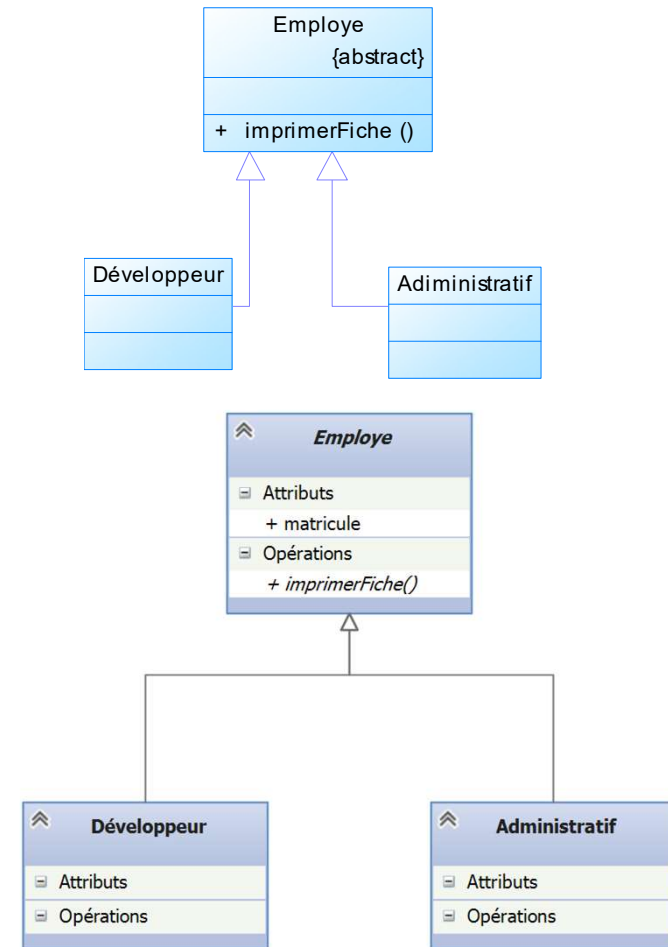 Employe
{abstract}
+ imprimerFiche ()
Développeur
Adiministratif
Employe
Attributs
+ matricule
Opérations
+ imprimerFiche()
Développeur
Administratif
Attributs
Attributs
Opérations
Opérations